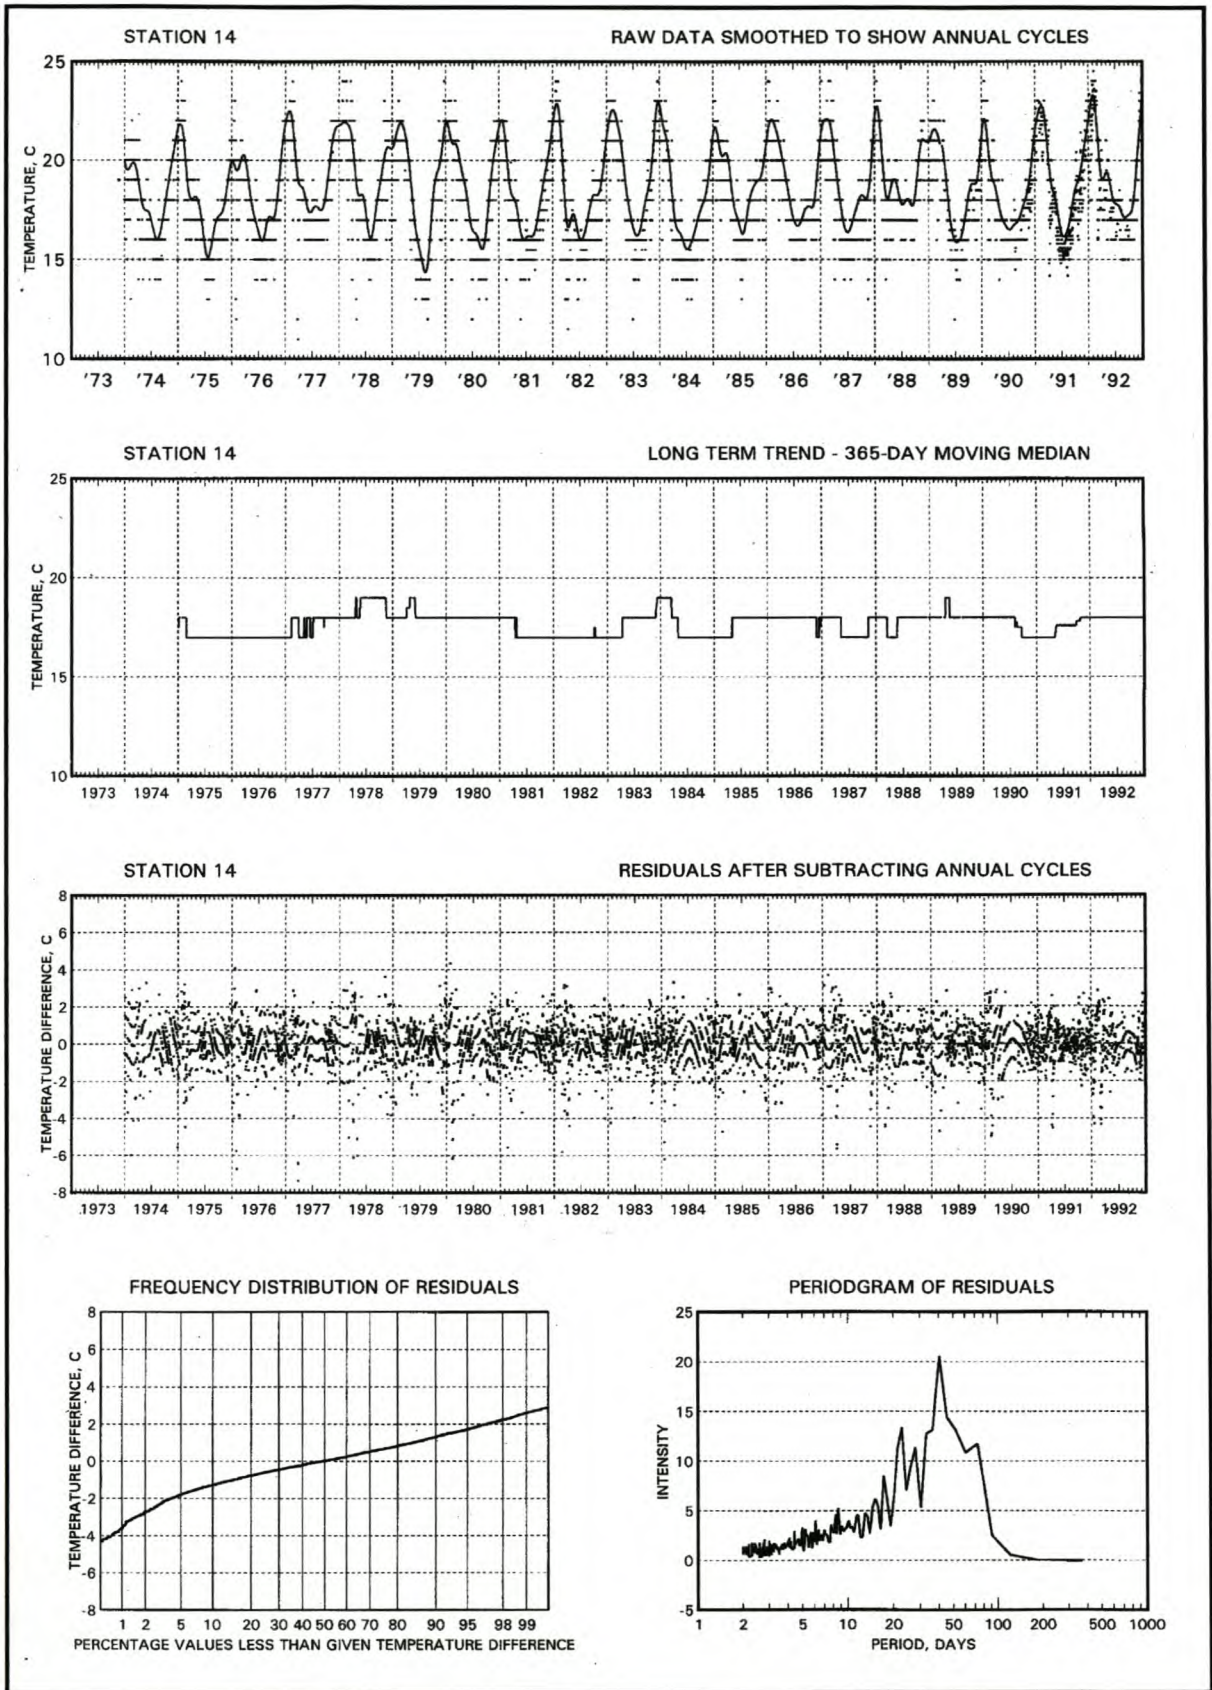 STATION 14 RAW DATA SMOOTHED TO SHOW ANNUAL CYCLES
TEMPERATURE, C
25
20
15
10
'73 '74 '75 '76 '77 '78 '79 '80 '81 '82 '83 '84 '85 '86 '87 '88 '89 '90 '91 '92
STATION 14 LONG TERM TREND - 365-DAY MOVING MEDIAN
TEMPERATURE, C
25
20
15
10
1973 1974 1975 1976 1977 1978 1979 1980 1981 1982 1983 1984 1985 1986 1987 1988 1989 1990 1991 1992
STATION 14 RESIDUALS AFTER SUBTRACTING ANNUAL CYCLES
TEMPERATURE DIFFERENCE, C
8
6
4
2
0
-2
-4
-6
-8
1973 1974 1975 1976 1977 1978 1979 1980 1981 1982 1983 1984 1985 1986 1987 1988 1989 1990 1991 1992
FREQUENCY DISTRIBUTION OF RESIDUALS
TEMPERATURE DIFFERENCE, C
8
6
4
2
0
-2
-4
-6
-8
1 2 5 10 20 30 40 50 60 70 80 90 95 98 99
PERCENTAGE VALUES LESS THAN GIVEN TEMPERATURE DIFFERENCE
PERIODGRAM OF RESIDUALS
INTENSITY
25
20
15
10
5
0
-5
1 2 5 10 20 50 100 200 500 1000
PERIOD, DAYS